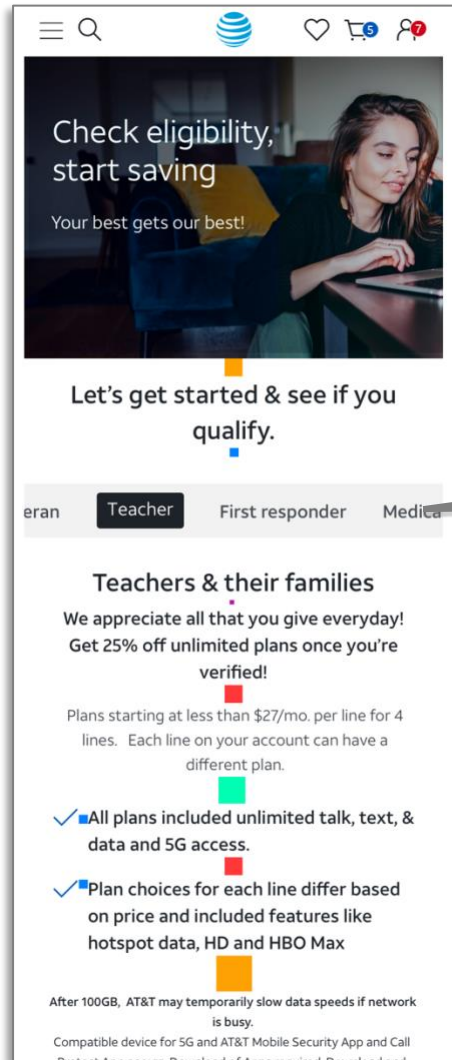 5
7
Check eligibility,
start saving
Your best gets our best!
Let's get started & see if you
qualify.
eran Teacher First responder Medica
Teachers & their families
We appreciate all that you give everyday!
Get 25% off unlimited plans once you're
verified!
Plans starting at less than $27/mo. per line for 4
lines. Each line on your account can have a
different plan.
All plans included unlimited talk, text, &
data and 5G access.
Plan choices for each line differ based
on price and included features like
hotspot data, HD and HBO Max
After 100GB, AT&T may temporarily slow data speeds if network
is busy.
Compatible device for 5G and AT&T Mobile Security App and Call